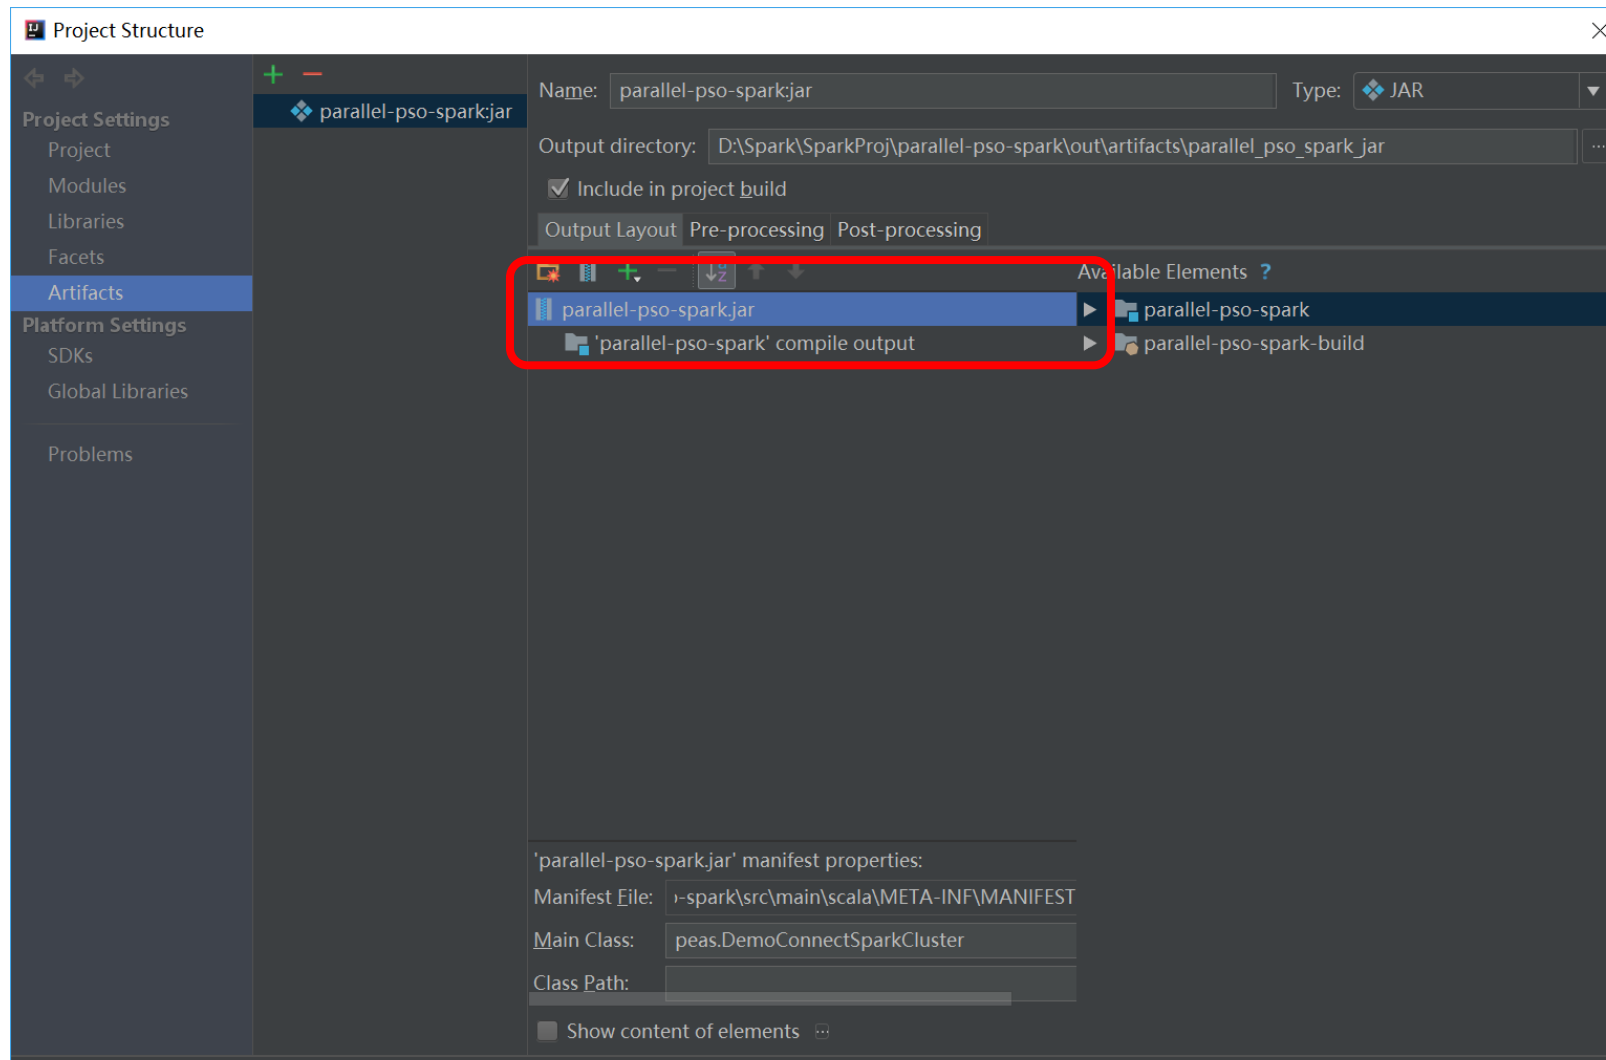 Project Structure
Project Settings
Project
Modules
Libraries
Facets
Artifacts
Platform Settings
SDKs
Global Libraries
Problems
parallel-pso-spark:jar
Name: parallel-pso-spark:jar Type: JAR
Output directory: D:\Spark\SparkProj\parallel-pso-spark\out\artifacts\parallel_pso_spark_jar
Include in project build
Output Layout Pre-processing Post-processing
Available Elements ?
parallel-pso-spark.jar
'parallel-pso-spark' compile output
parallel-pso-spark
parallel-pso-spark-build
'parallel-pso-spark.jar' manifest properties:
Manifest File: -spark\src\main\scala\META-INF\MANIFEST
Main Class: peas.DemoConnectSparkCluster
Class Path:
Show content of elements